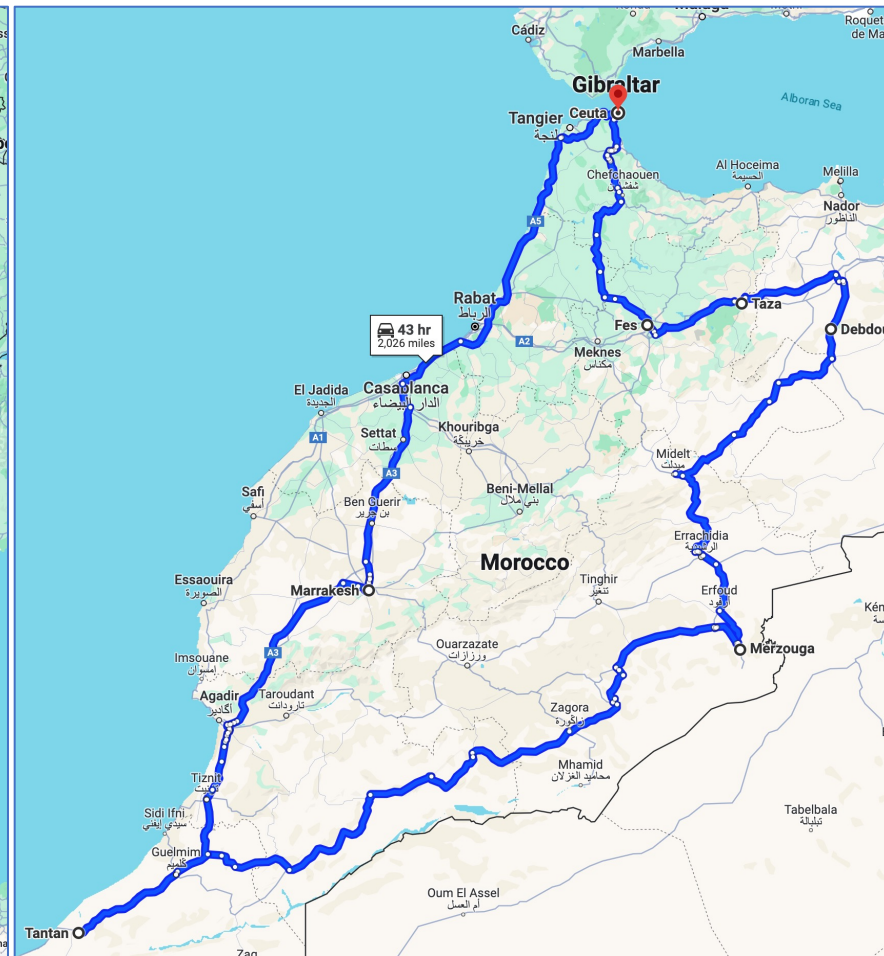 Cádiz
Marbella
Roquet
de Ma
Gibraltar
Alboran Sea
Ceuta
Tangier
طنجة
Chefchaouen
شفشاون
Al Hoceima
الحسيمة
Melilla
Nador
الناظور
A5
Rabat
الرباط
43 hr
2,026 miles
A2
Fes
Taza
Debdou
Meknes
مكناس
Casablanca
الدار البيضاء
El Jadida
الجديدة
A1
Settat
سطات
Khouribga
خريبكة
A3
Midelt
ميدلت
Safi
آسفي
Ben Guerir
بن جرير
Beni-Mellal
بني ملال
Errachidia
الرشيدية
Morocco
Essaouira
الصويرة
Marrakesh
Tinghir
تنغير
Erfoud
أرفود
Kén
Merzouga
A3
Ouarzazate
ورزازات
Imsouane
إمسوان
Agadir
أكادير
Taroudant
تارودانت
Zagora
زاكورة
Mhamid
محاميد الغزلان
Tiznit
تيزنيت
Sidi Ifni
سيدي إيفني
Tabelbala
تبلبالة
Guelmim
كلميم
Oum El Assel
أم العسل
Tantan
Zag